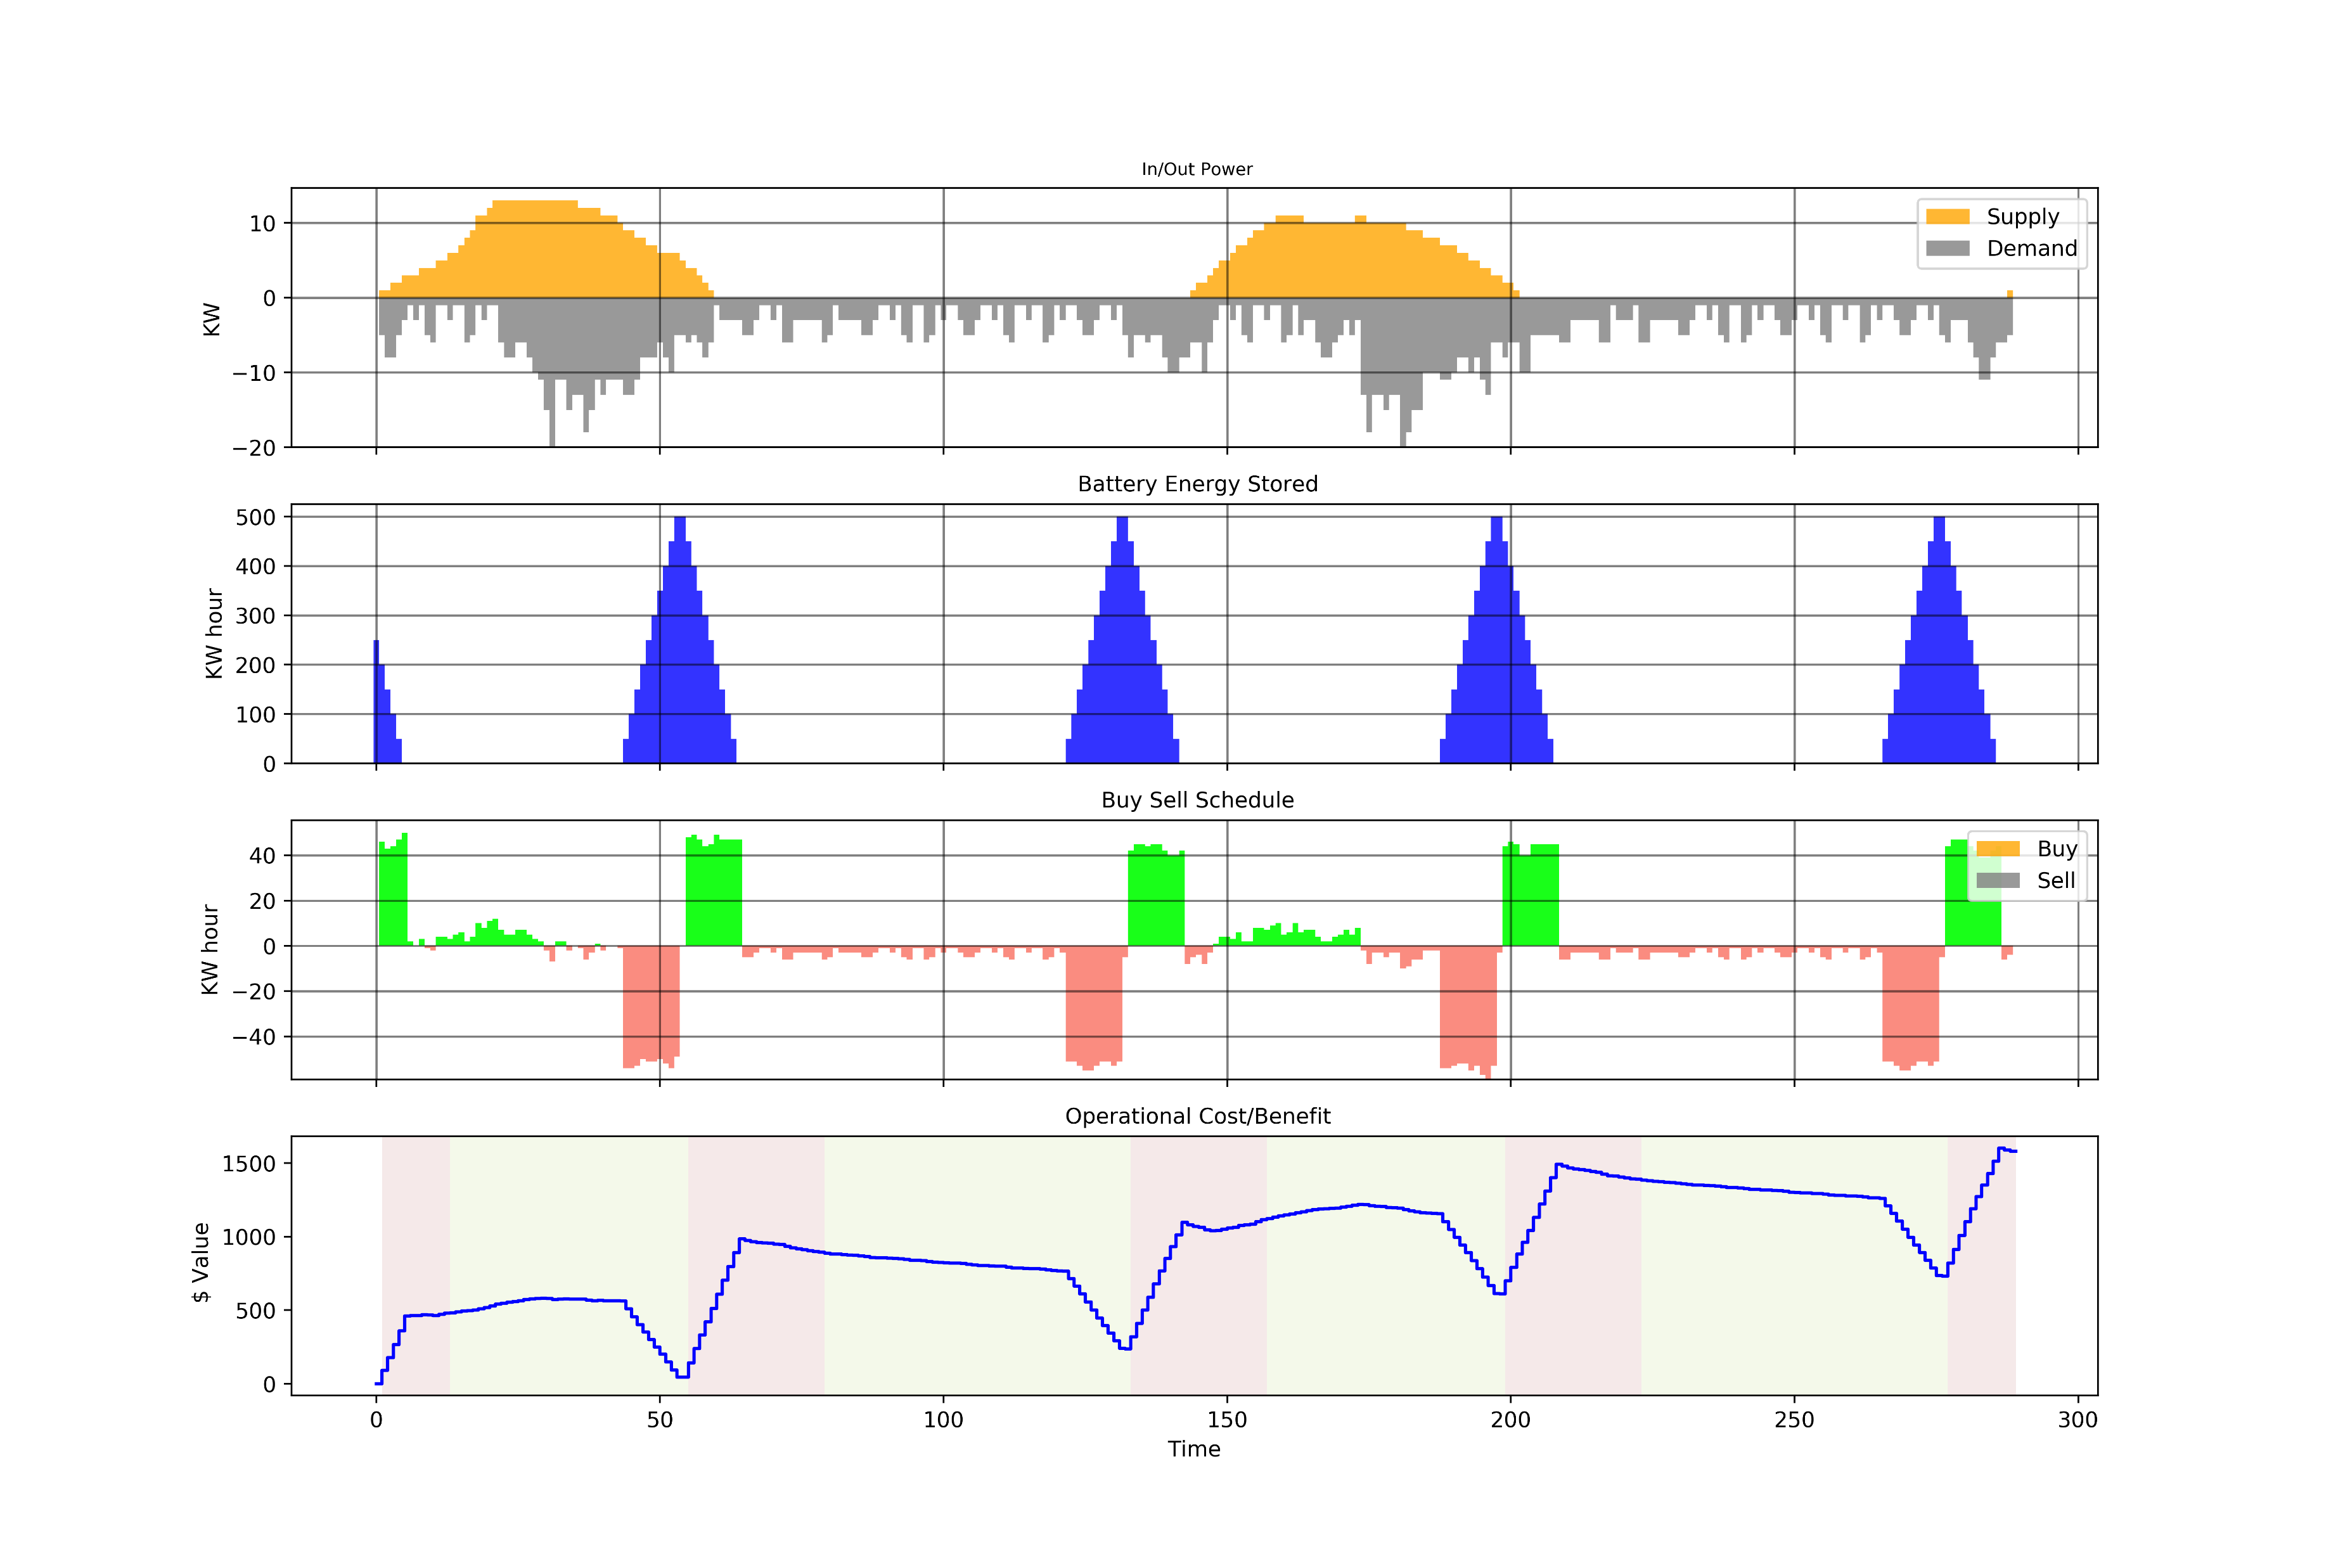 In/Out Power
10
0
−10
−20
KW
Supply
Demand
Battery Energy Stored
500
400
300
200
100
0
KW hour
Buy Sell Schedule
40
20
0
−20
−40
KW hour
Buy
Sell
Operational Cost/Benefit
1500
1000
500
0
$ Value
0 50 100 150 200 250 300
Time